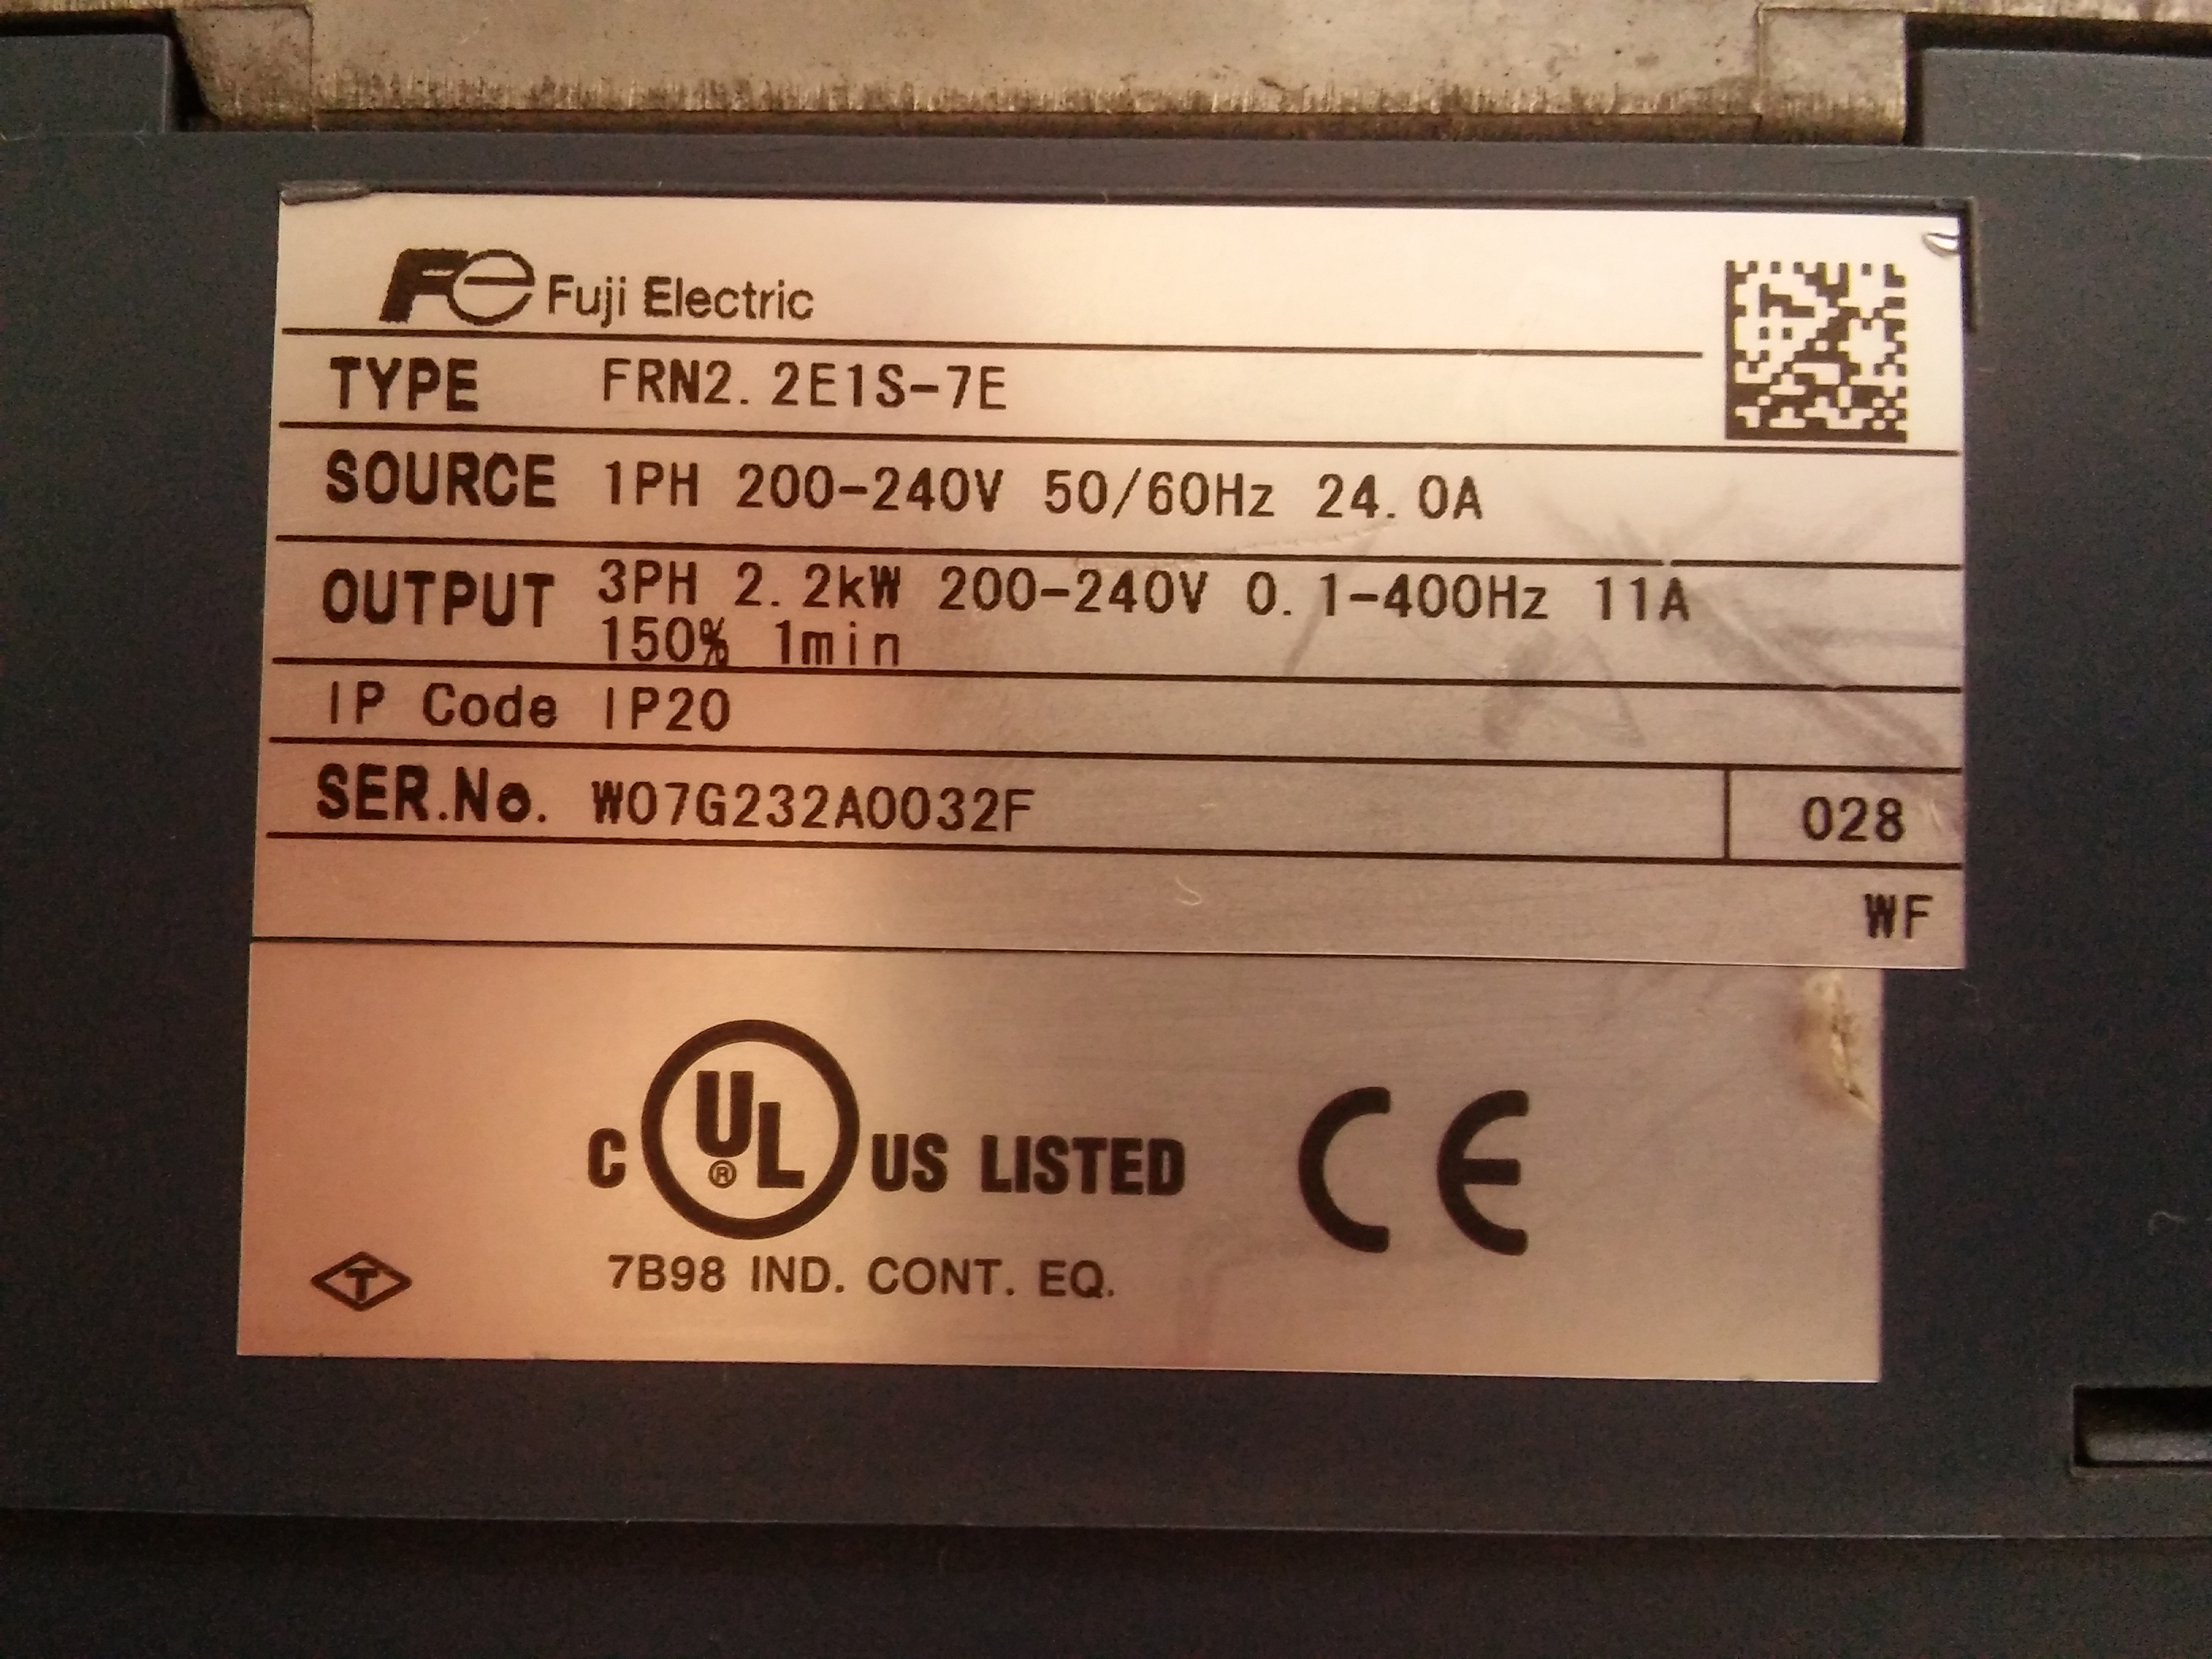 Fe Fuji Electric
TYPE FRN2.2E1S-7E
SOURCE 1PH 200-240V 50/60Hz 24.0A
OUTPUT 3PH 2.2kW 200-240V 0.1-400Hz 11A
150% 1min
IP Code IP20
SER.No. W07G232A0032F 028
WF
C UL® US LISTED CE
7B98 IND. CONT. EQ.
T